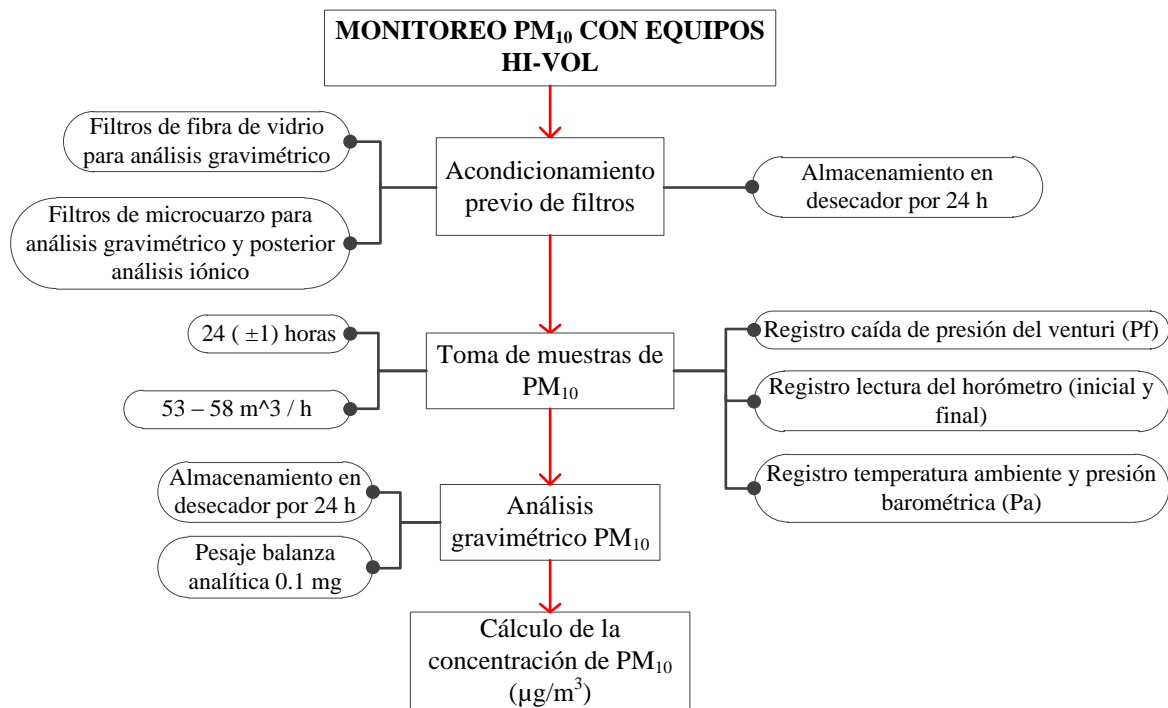 MONITOREO PM₁₀ CON EQUIPOS
HI-VOL
Filtros de fibra de vidrio
para análisis gravimétrico
Filtros de microcuarzo para
análisis gravimétrico y posterior
análisis iónico
Acondicionamiento
previo de filtros
Almacenamiento en
desecador por 24 h
24 ( ±1) horas
53 – 58 m^3 / h
Toma de muestras de
PM₁₀
Registro caída de presión del venturi (Pf)
Registro lectura del horómetro (inicial y
final)
Registro temperatura ambiente y presión
barométrica (Pa)
Almacenamiento en
desecador por 24 h
Pesaje balanza
analítica 0.1 mg
Análisis
gravimétrico PM₁₀
Cálculo de la
concentración de PM₁₀
(µg/m³)